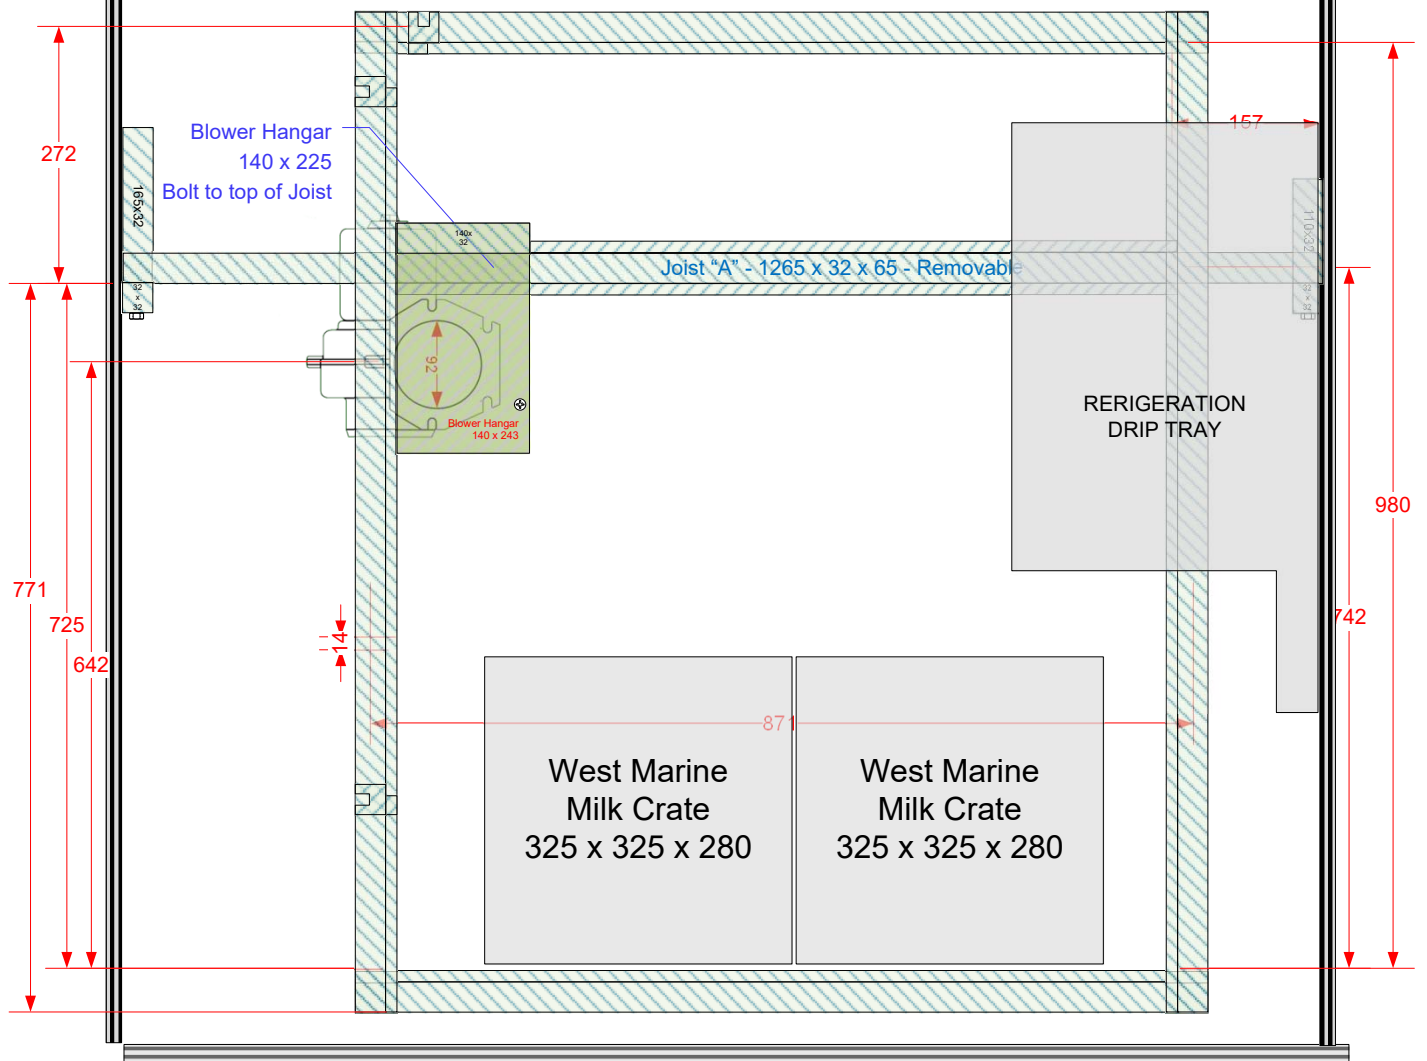 157
272
Blower Hangar
140 x 225
Bolt to top of Joist
165x32
110x32
140x
32
Joist "A" - 1265 x 32 x 65 - Removable
32
x
32
32
x
32
92
RERIGERATION
DRIP TRAY
Blower Hangar
140 x 243
980
771
725
742
14
642
871
West Marine
Milk Crate
325 x 325 x 280
West Marine
Milk Crate
325 x 325 x 280